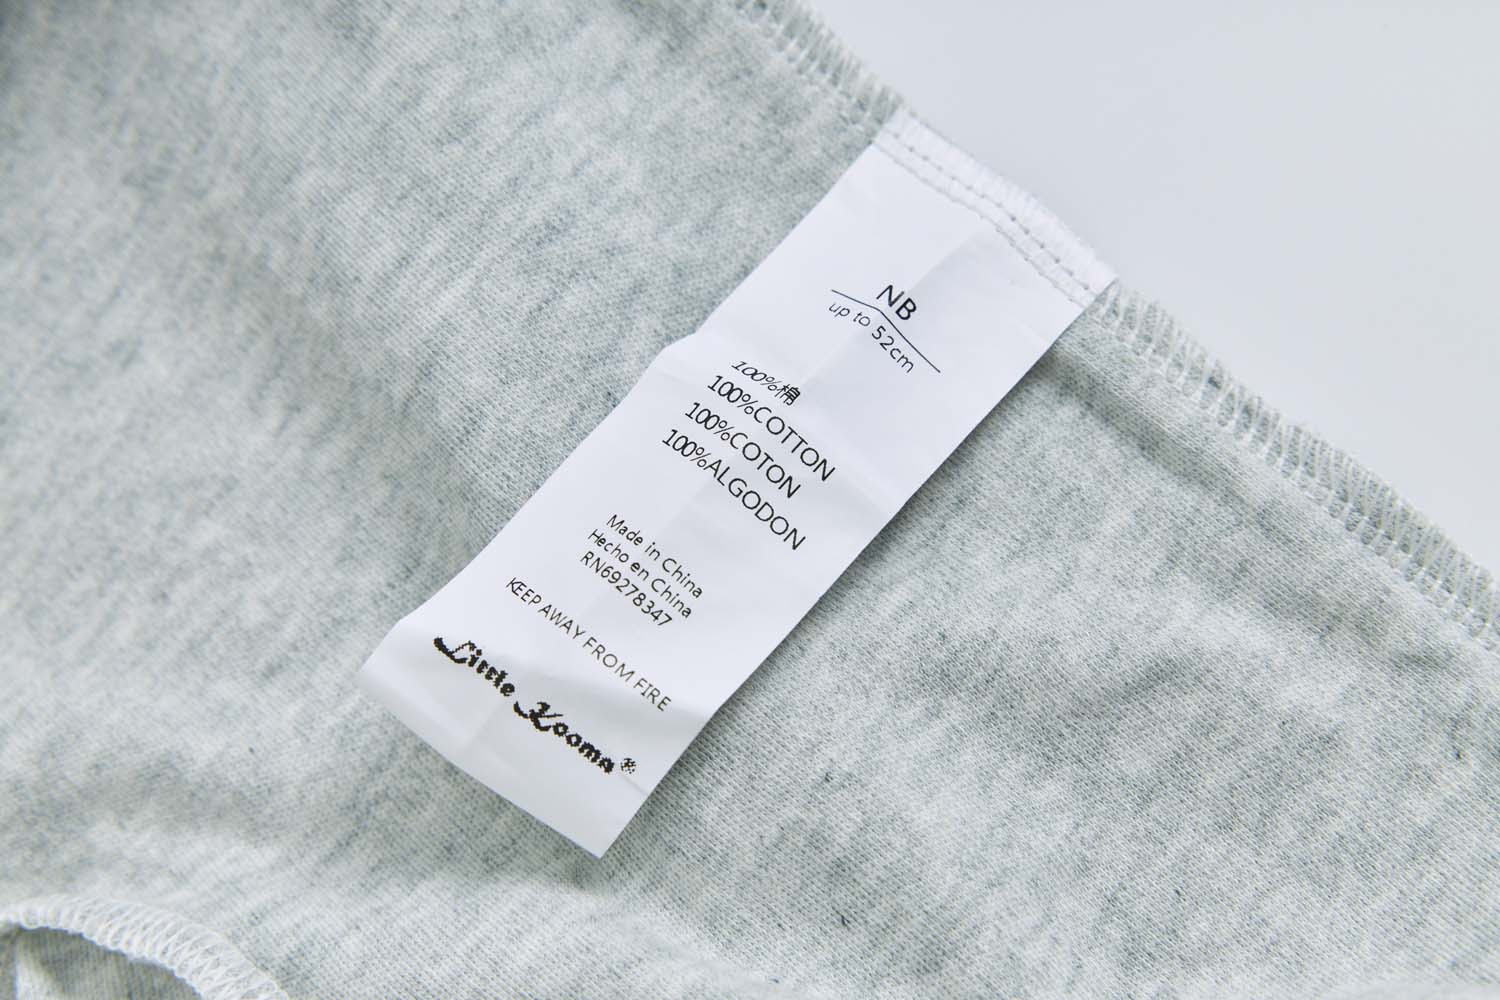 NB
up to 52cm
100%棉
100%COTTON
100%COTON
100%ALGODON
Made in China
Hecho en China
RN69278347
KEEP AWAY FROM FIRE
Little Kooma®